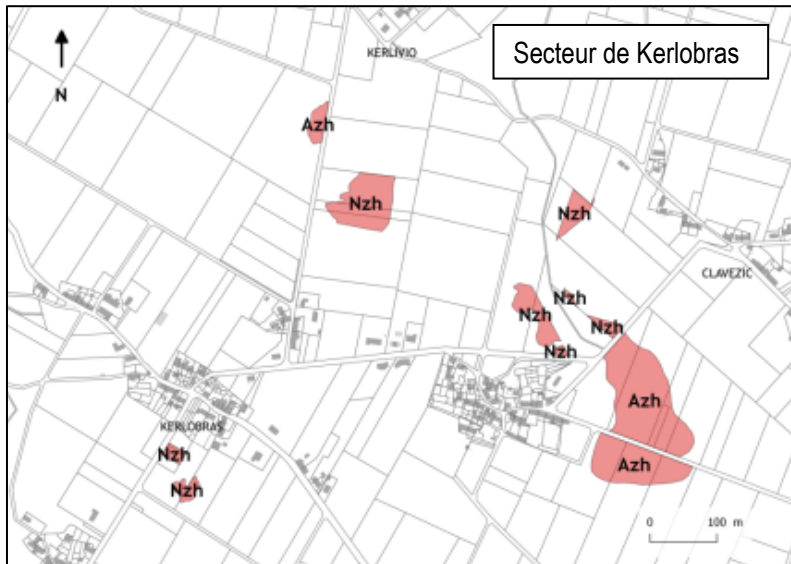 Secteur de Kerlobras
KERLIVIO
N
Azh
Nzh
Nzh
CLAVEZIC
Nzh
Nzh
Nzh
Nzh
Azh
KERLOBRAS
Nzh
Azh
Nzh
0 100 m